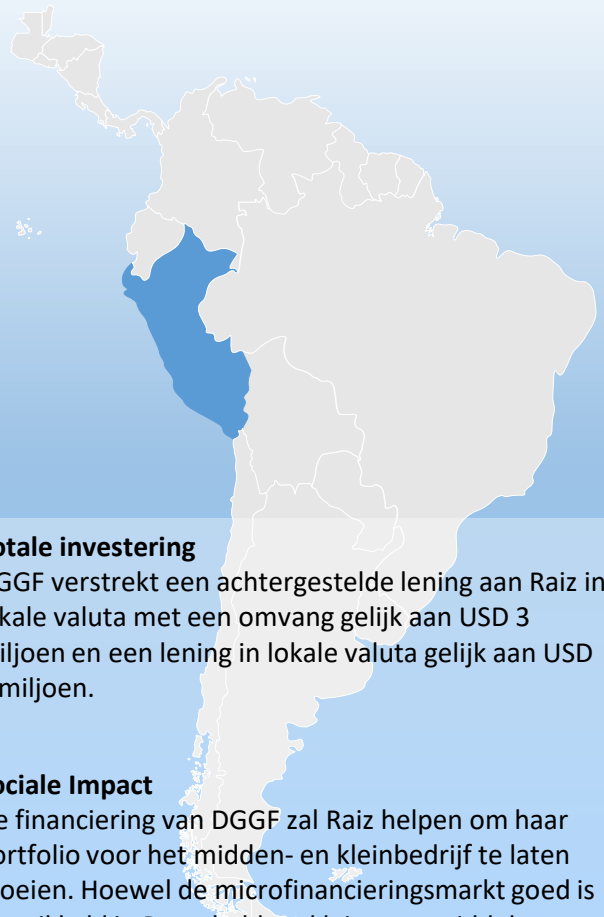 otale investering
GGF verstrekt een achtergestelde lening aan Raiz in
kale valuta met een omvang gelijk aan USD 3
iljoen en een lening in lokale valuta gelijk aan USD
miljoen.
ociale Impact
e financiering van DGGF zal Raiz helpen om haar
ortfolio voor het midden- en kleinbedrijf te laten
oeien. Hoewel de microfinancieringsmarkt goed is